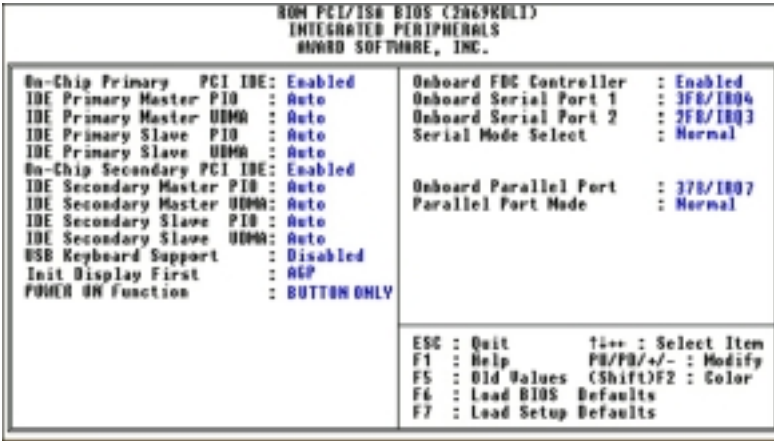 ROM PCI/ISA BIOS (2A69KOLI)
INTEGRATED PERIPHERALS
AWARD SOFTWARE, INC.
On-Chip Primary PCI IDE: Enabled
IDE Primary Master PIO : Auto
IDE Primary Master UDMA : Auto
IDE Primary Slave PIO : Auto
IDE Primary Slave UDMA : Auto
On-Chip Secondary PCI IDE: Enabled
IDE Secondary Master PIO : Auto
IDE Secondary Master UDMA: Auto
IDE Secondary Slave PIO : Auto
IDE Secondary Slave UDMA: Auto
USB Keyboard Support : Disabled
Init Display First : AGP
POWER ON Function : BUTTON ONLY
Onboard FDC Controller : Enabled
Onboard Serial Port 1 : 3F8/IRQ4
Onboard Serial Port 2 : 2F8/IRQ3
Serial Mode Select : Normal
Onboard Parallel Port : 378/IRQ7
Parallel Port Mode : Normal
ESC : Quit ↑↓→← : Select Item
F1 : Help PU/PD/+/- : Modify
F5 : Old Values (Shift)F2 : Color
F6 : Load BIOS Defaults
F7 : Load Setup Defaults